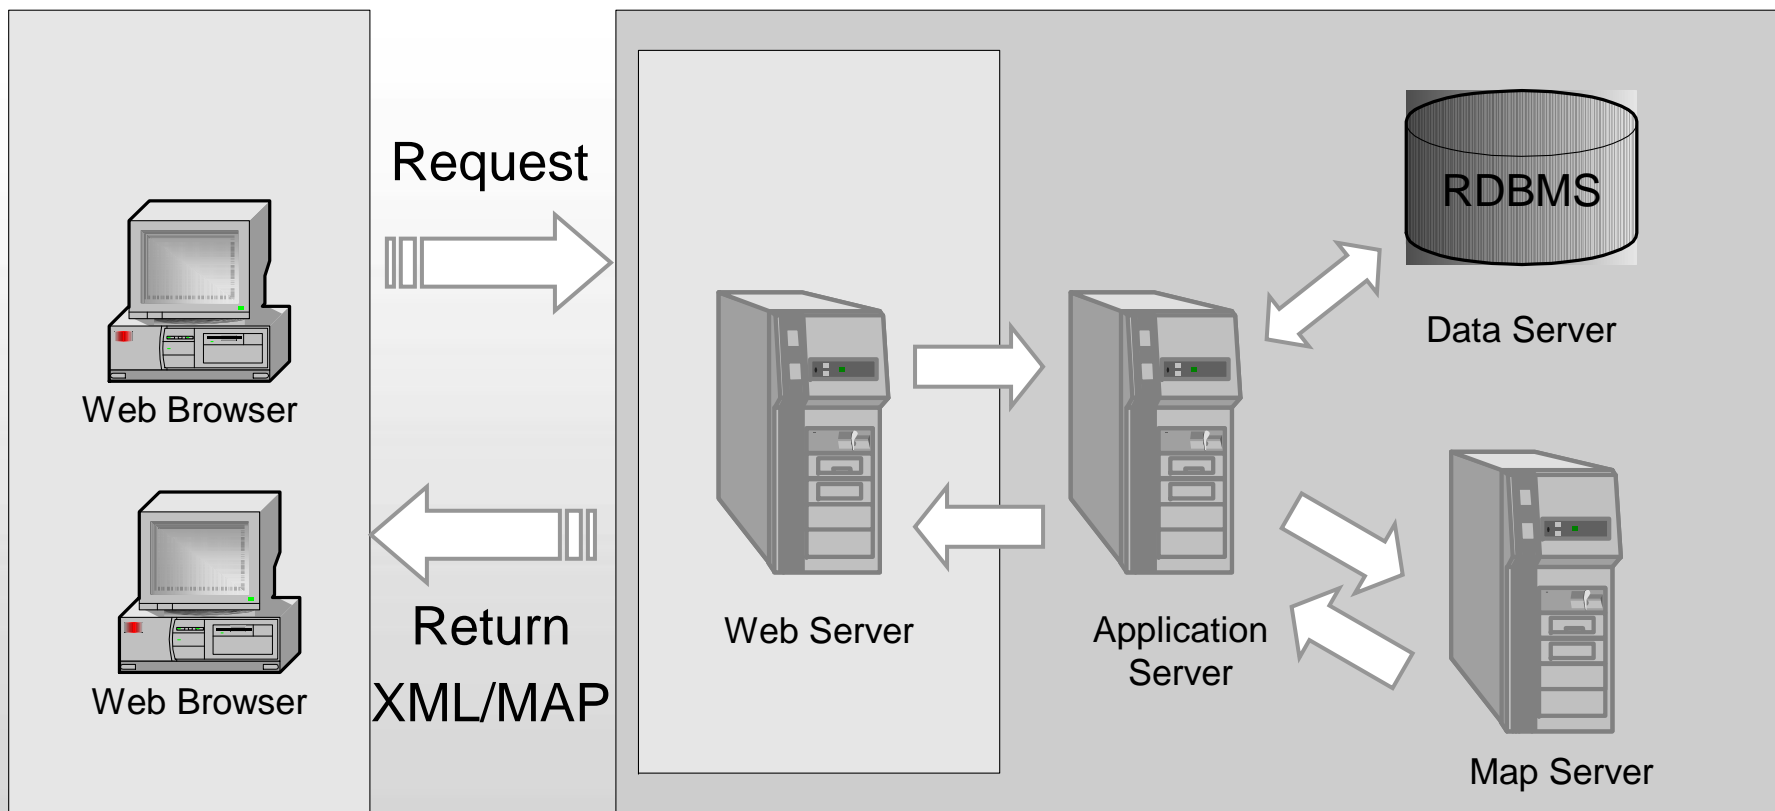 Request
RDBMS
Data Server
Web Browser
Return
XML/MAP
Web Browser
Web Server
Application
Server
Map Server